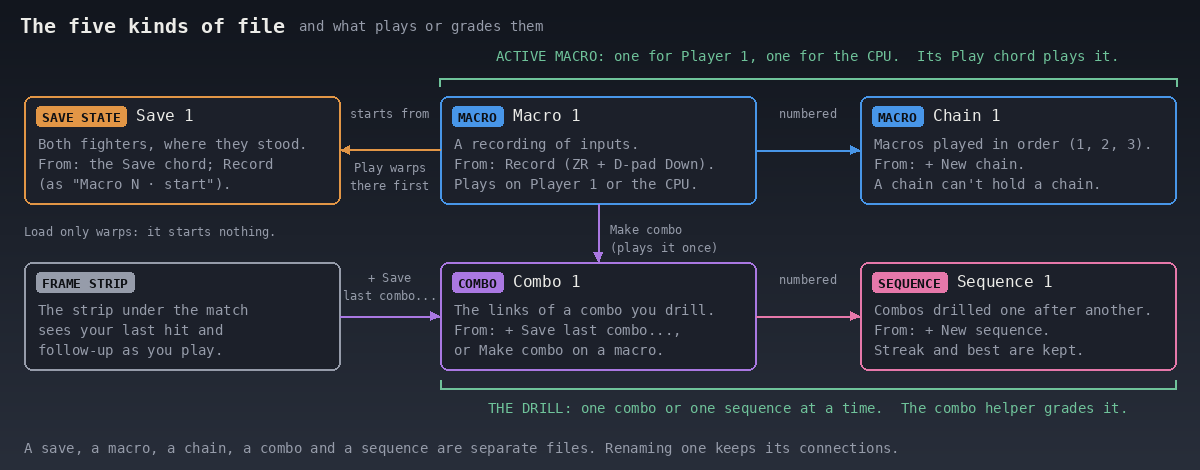 The five kinds of file and what plays or grades them
ACTIVE MACRO: one for Player 1, one for the CPU. Its Play chord plays it.
SAVE STATE Save 1
Both fighters, where they stood.
From: the Save chord; Record
(as "Macro N · start").
starts from
Play warps
there first
MACRO Macro 1
A recording of inputs.
From: Record (ZR + D-pad Down).
Plays on Player 1 or the CPU.
numbered
MACRO Chain 1
Macros played in order (1, 2, 3).
From: + New chain.
A chain can't hold a chain.
Load only warps: it starts nothing.
Make combo
(plays it once)
FRAME STRIP
The strip under the match
sees your last hit and
follow-up as you play.
+ Save
last combo...
COMBO Combo 1
The links of a combo you drill.
From: + Save last combo...,
or Make combo on a macro.
numbered
SEQUENCE Sequence 1
Combos drilled one after another.
From: + New sequence.
Streak and best are kept.
THE DRILL: one combo or one sequence at a time. The combo helper grades it.
A save, a macro, a chain, a combo and a sequence are separate files. Renaming one keeps its connections.